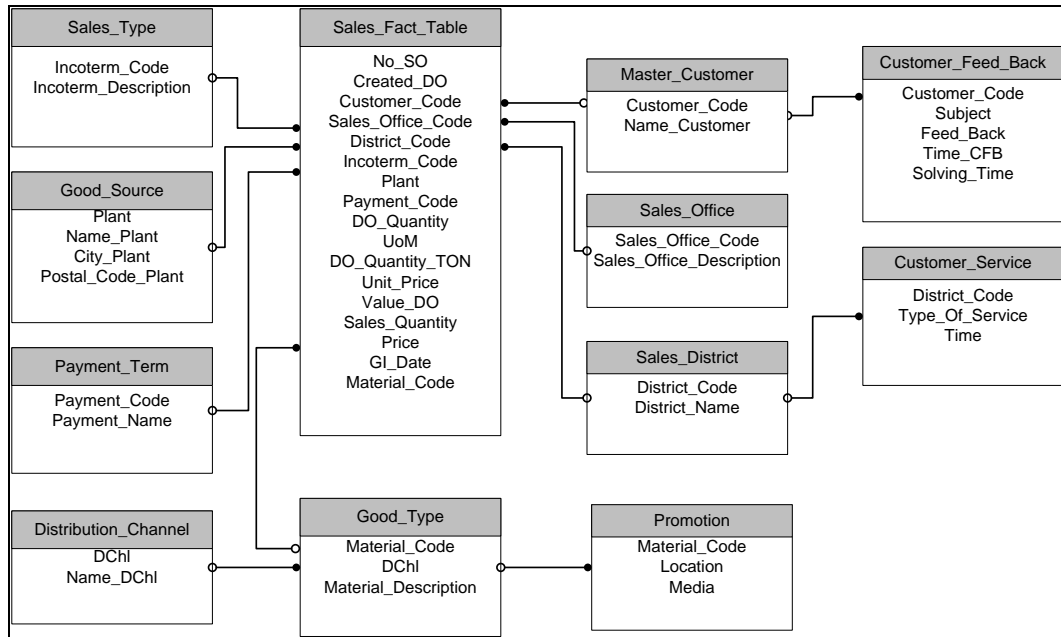 Sales_Type
Incoterm_Code
Incoterm_Description
Good_Source
Plant
Name_Plant
City_Plant
Postal_Code_Plant
Payment_Term
Payment_Code
Payment_Name
Distribution_Channel
DChl
Name_DChl
Sales_Fact_Table
No_SO
Created_DO
Customer_Code
Sales_Office_Code
District_Code
Incoterm_Code
Plant
Payment_Code
DO_Quantity
UoM
DO_Quantity_TON
Unit_Price
Value_DO
Sales_Quantity
Price
GI_Date
Material_Code
Good_Type
Material_Code
DChl
Material_Description
Master_Customer
Customer_Code
Name_Customer
Sales_Office
Sales_Office_Code
Sales_Office_Description
Sales_District
District_Code
District_Name
Promotion
Material_Code
Location
Media
Customer_Feed_Back
Customer_Code
Subject
Feed_Back
Time_CFB
Solving_Time
Customer_Service
District_Code
Type_Of_Service
Time